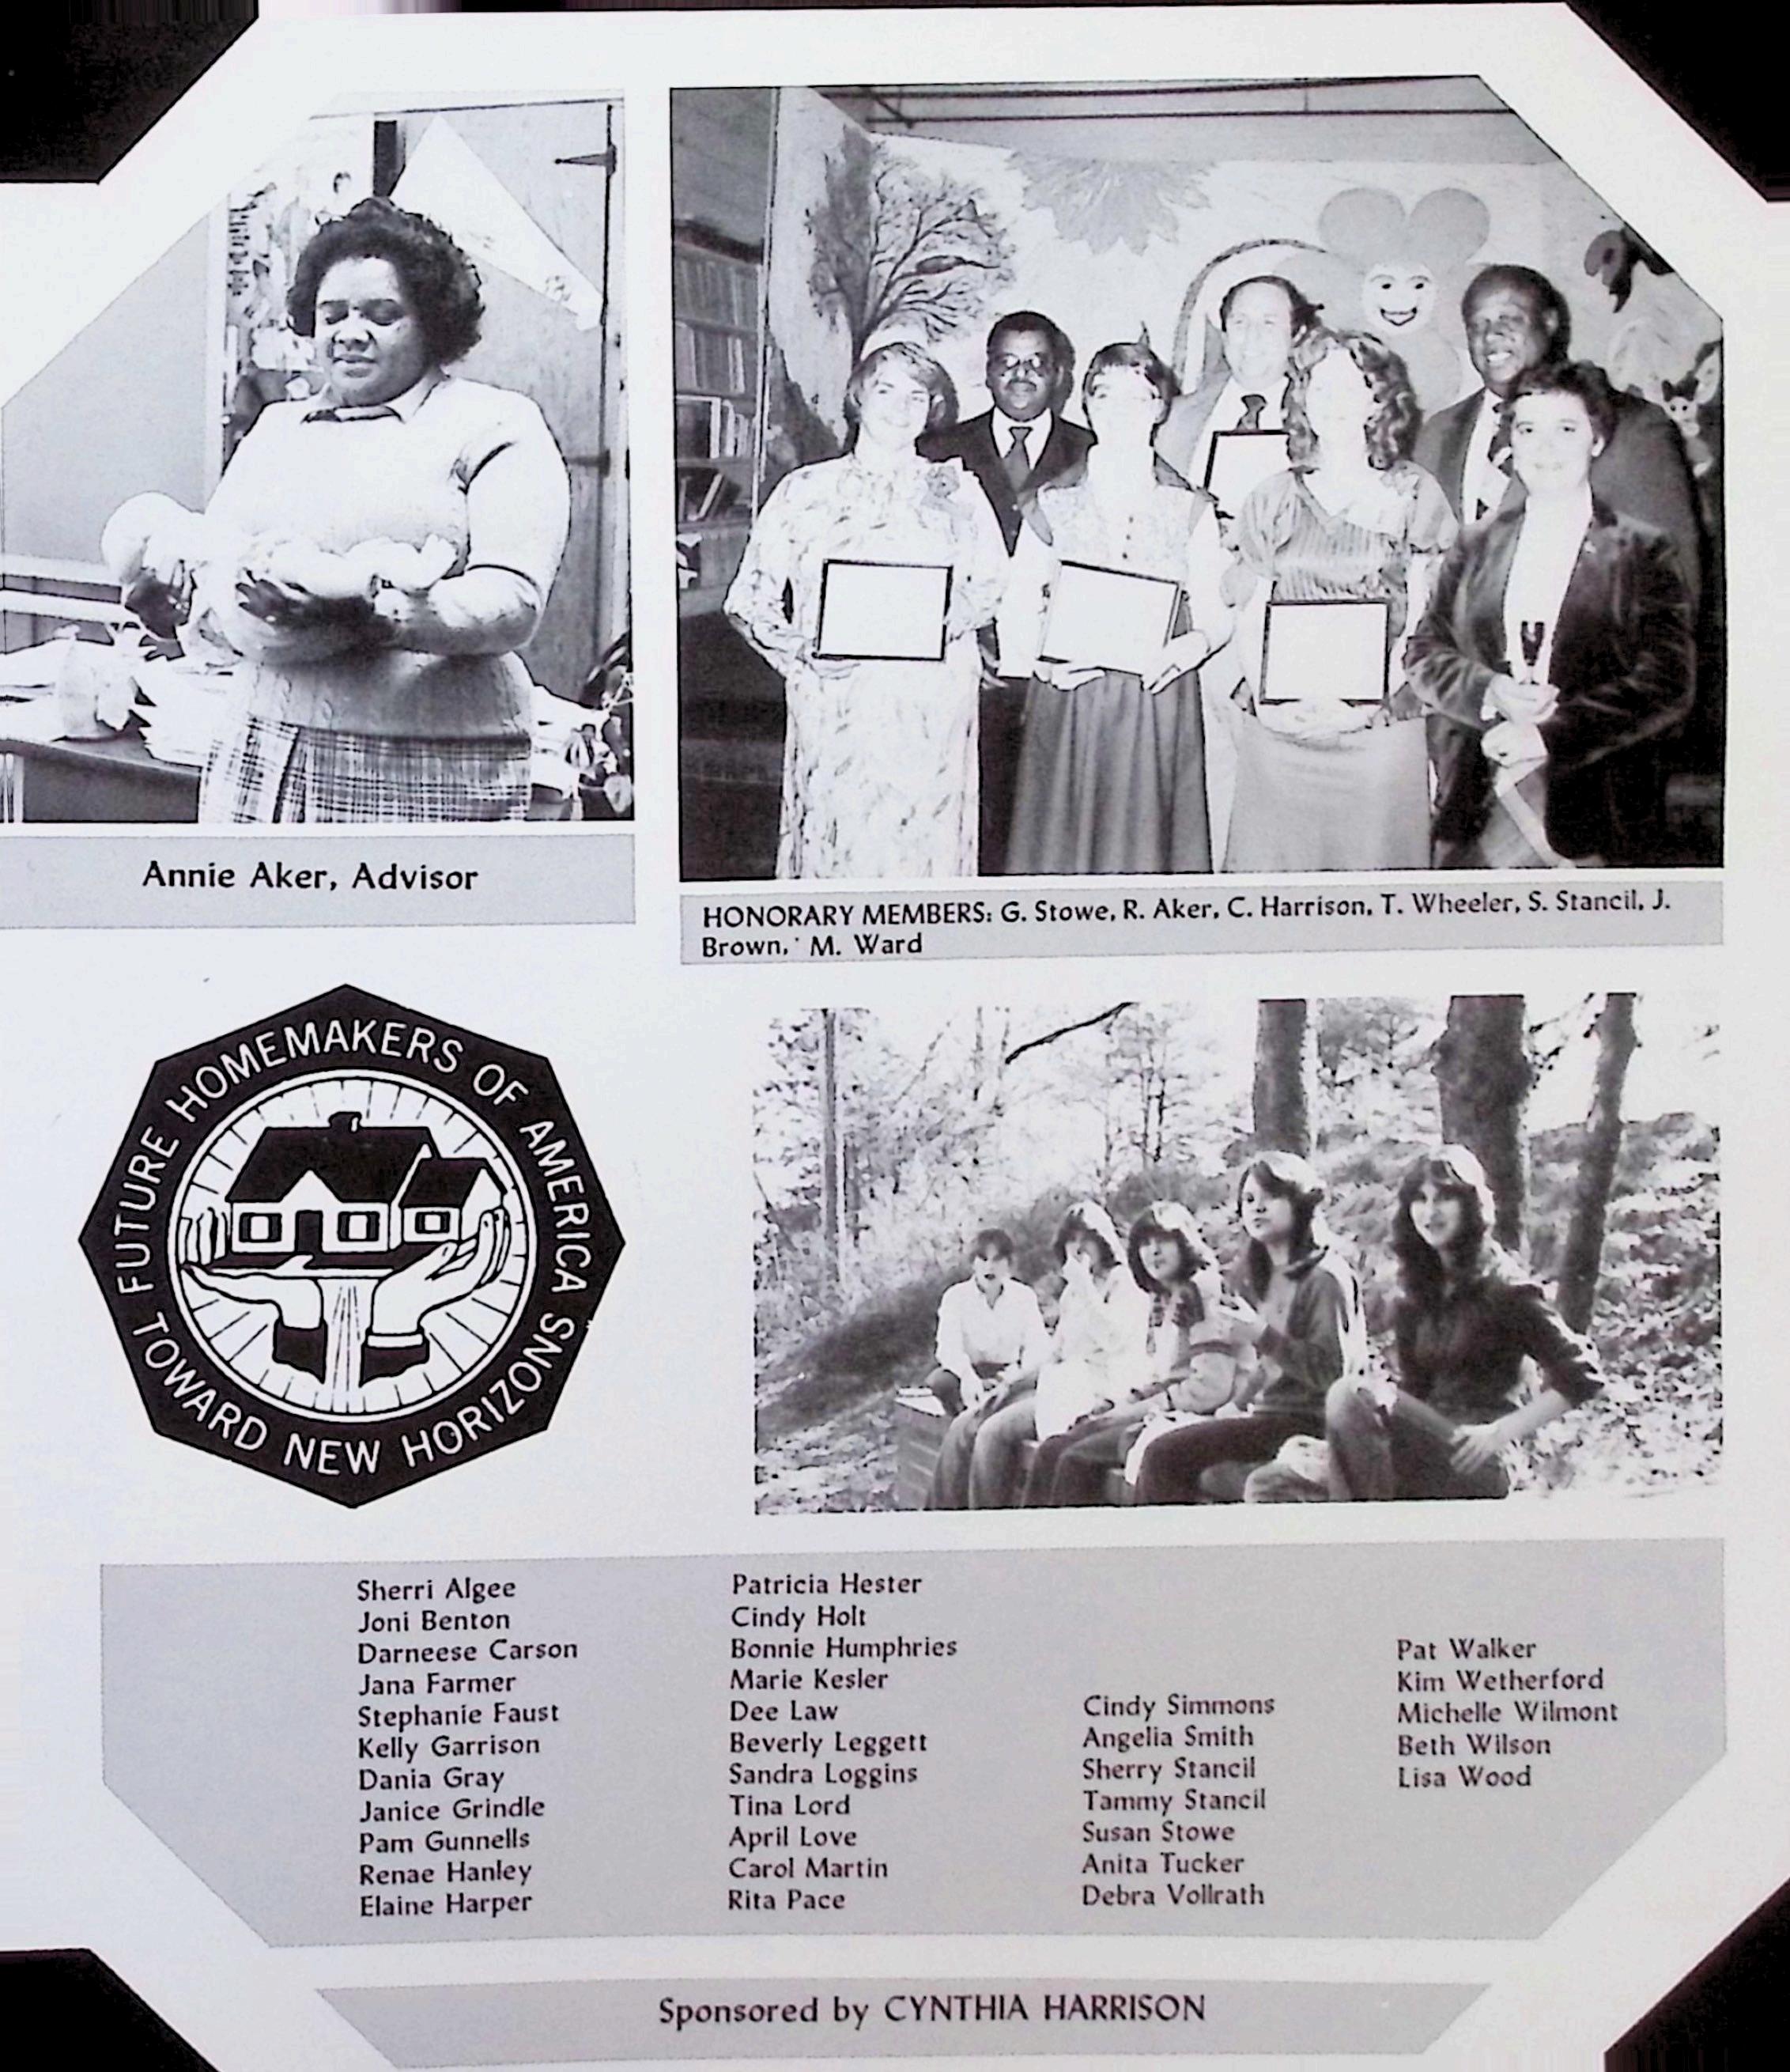 Annie Aker, Advisor
HONORARY MEMBERS: G. Stowe, R. Aker, C. Harrison, T. Wheeler, S. Stancil, J.
Brown, M. Ward
FUTURE HOMEMAKERS OF AMERICA
TOWARD NEW HORIZONS
Sherri Algee
Joni Benton
Darneese Carson
Jana Farmer
Stephanie Faust
Kelly Garrison
Dania Gray
Janice Grindle
Pam Gunnells
Renae Hanley
Elaine Harper
Patricia Hester
Cindy Holt
Bonnie Humphries
Marie Kesler
Dee Law
Beverly Leggett
Sandra Loggins
Tina Lord
April Love
Carol Martin
Rita Pace
Cindy Simmons
Angelia Smith
Sherry Stancil
Tammy Stancil
Susan Stowe
Anita Tucker
Debra Vollrath
Pat Walker
Kim Wetherford
Michelle Wilmont
Beth Wilson
Lisa Wood
Sponsored by CYNTHIA HARRISON